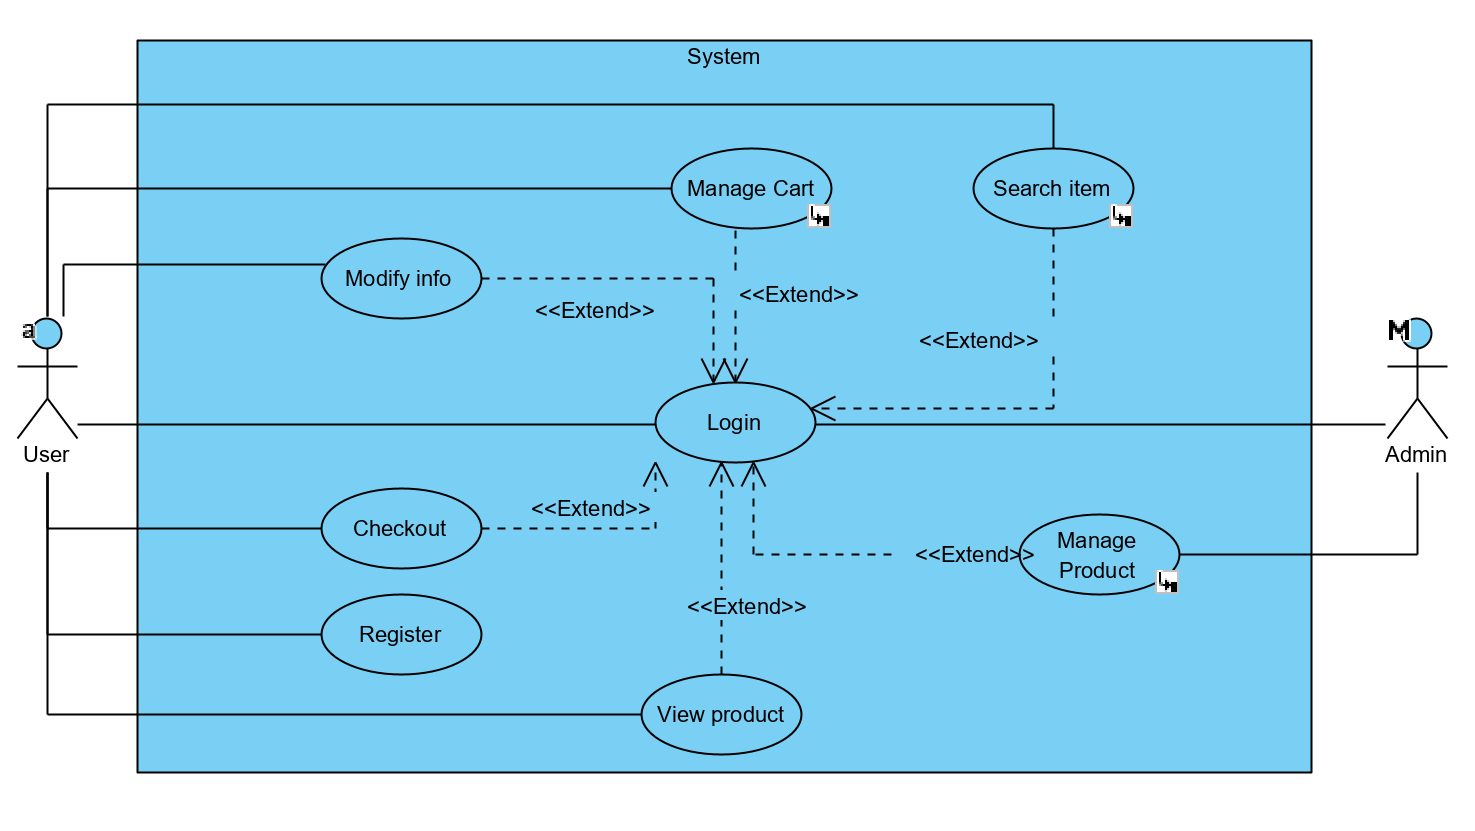 System
Manage Cart
Search item
Modify info
<<Extend>>
<<Extend>>
<<Extend>>
a
M
Login
User
Admin
<<Extend>>
Checkout
Manage
Product
<<Extend>>
<<Extend>>
Register
View product